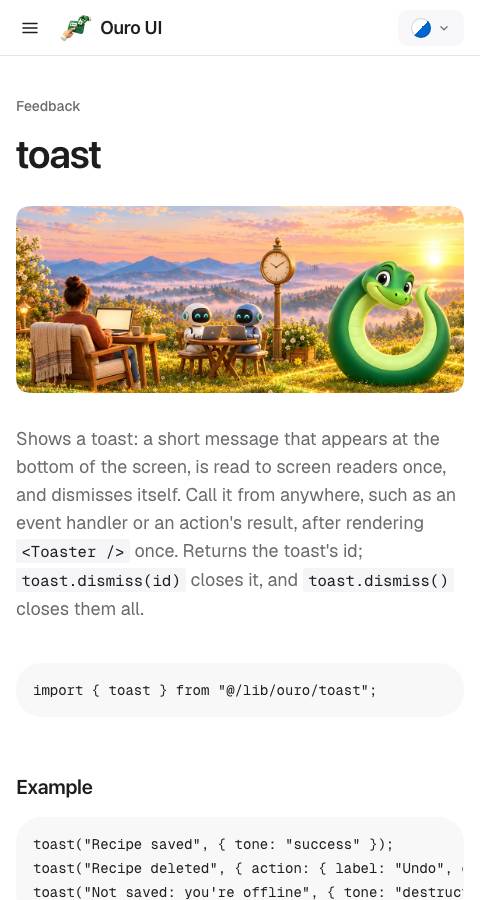 Ouro UI
Feedback
toast
Shows a toast: a short message that appears at the
bottom of the screen, is read to screen readers once,
and dismisses itself. Call it from anywhere, such as an
event handler or an action's result, after rendering
<Toaster /> once. Returns the toast's id;
toast.dismiss(id) closes it, and toast.dismiss()
closes them all.
import { toast } from "@/lib/ouro/toast";
Example
toast("Recipe saved", { tone: "success" });
toast("Recipe deleted", { action: { label: "Undo",
toast("Not saved: you're offline", { tone: "destruc